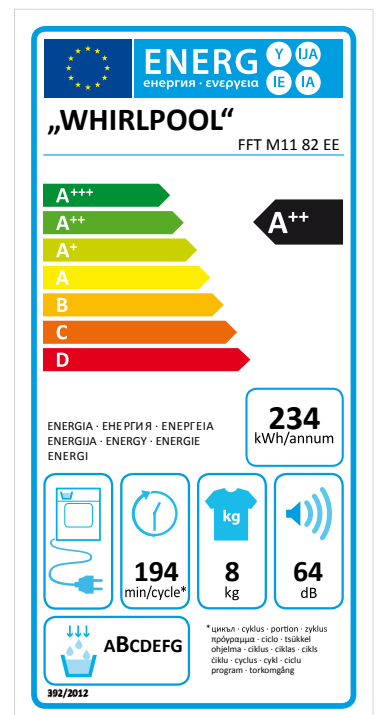 ENERG Y IJA
енергия · ενεργεια IE IA
„WHIRLPOOL“
FFT M11 82 EE
A+++
A++
A+
A
B
C
D
A++
234
kWh/annum
ENERGIA · ЕНЕРГИЯ · ΕΝΕΡΓΕΙΑ
ENERGIJA · ENERGY · ENERGIE
ENERGI
kg
194
min/cycle*
8
kg
64
dB
ABCDEFG
*цикъл · cyklus · portion · zyklus
πρόγραμμα · ciclo · tsükkel
ohjelma · ciklus · ciklas · cikls
ċiklu · cyclus · cykl · ciclu
program · torkomgång
392/2012